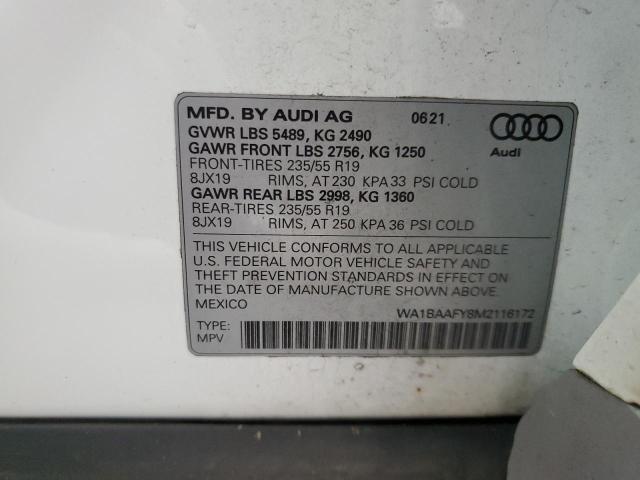 MFD. BY AUDI AG 0621
GVWR LBS 5489, KG 2490
GAWR FRONT LBS 2756, KG 1250
Audi
FRONT-TIRES 235/55 R19
8JX19 RIMS, AT 230 KPA 33 PSI COLD
GAWR REAR LBS 2998, KG 1360
REAR-TIRES 235/55 R19
8JX19 RIMS, AT 250 KPA 36 PSI COLD
THIS VEHICLE CONFORMS TO ALL APPLICABLE
U.S. FEDERAL MOTOR VEHICLE SAFETY AND
THEFT PREVENTION STANDARDS IN EFFECT ON
THE DATE OF MANUFACTURE SHOWN ABOVE.
MEXICO
WA1BAAFY8M2116172
TYPE:
MPV